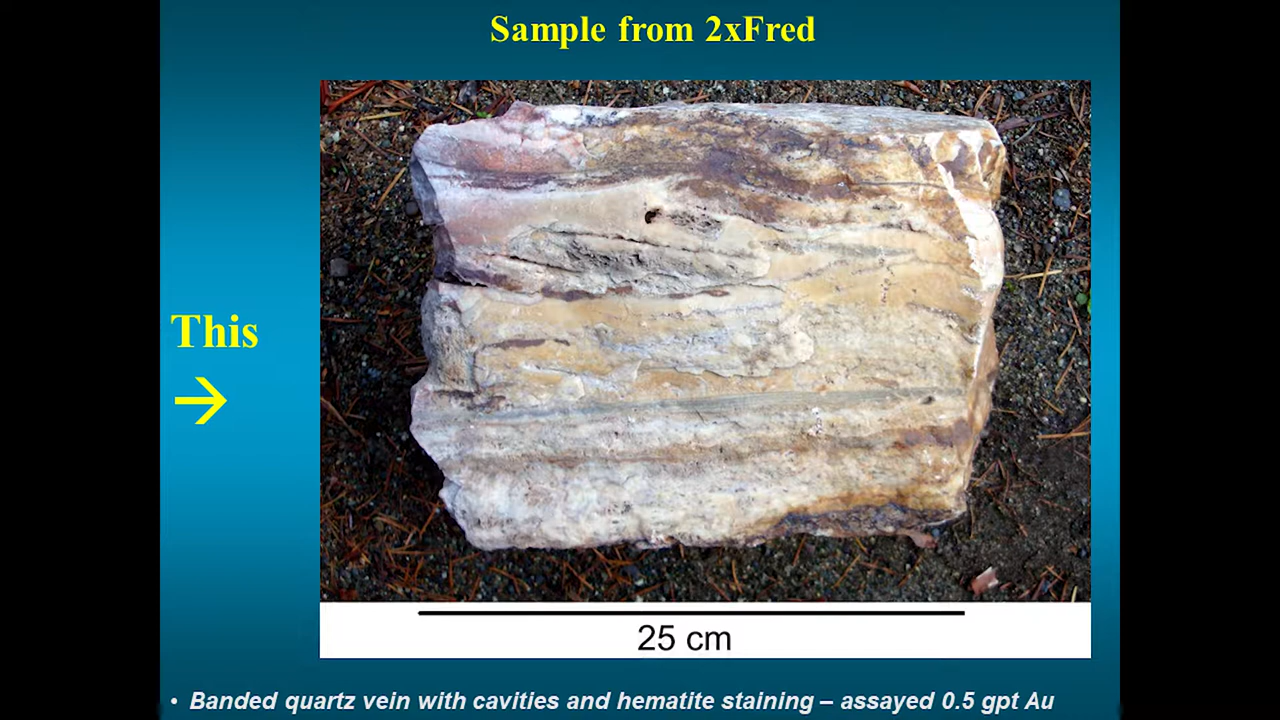 Sample from 2xFred
This
→
25 cm
• Banded quartz vein with cavities and hematite staining – assayed 0.5 gpt Au